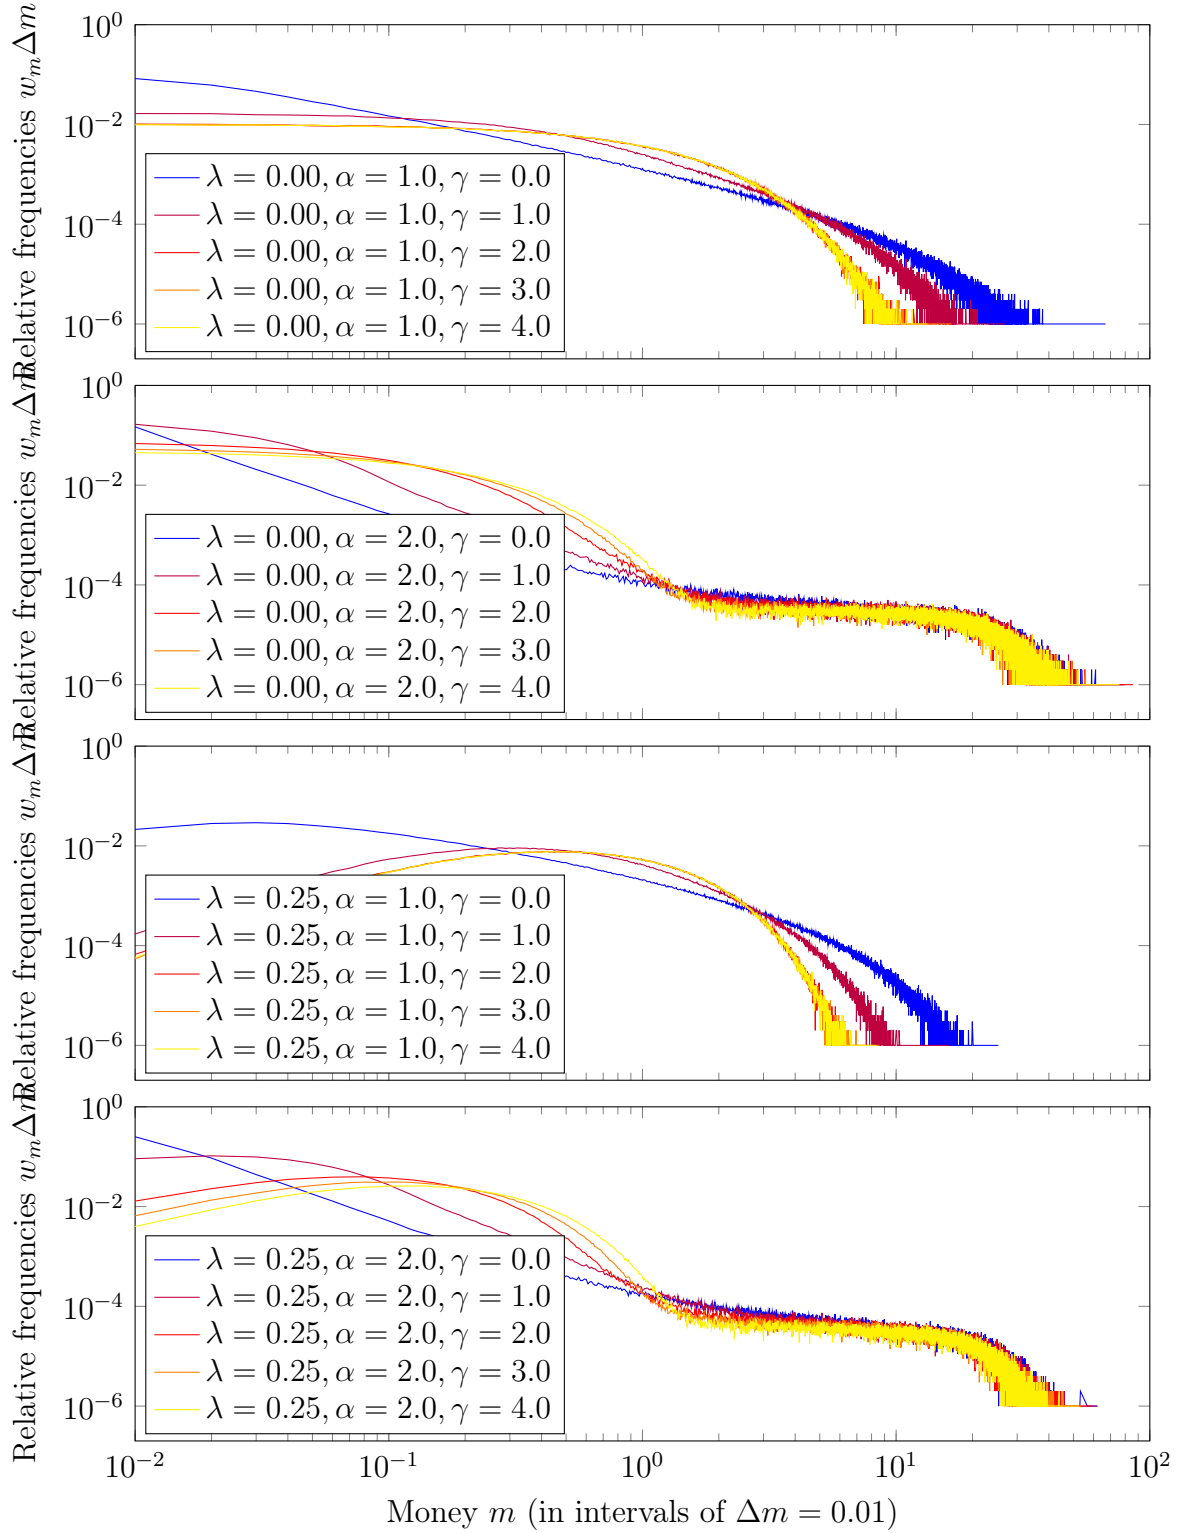 10^0
10^−2
10^−4
10^−6
Relative frequencies w_mΔm
λ = 0.00, α = 1.0, γ = 0.0
λ = 0.00, α = 1.0, γ = 1.0
λ = 0.00, α = 1.0, γ = 2.0
λ = 0.00, α = 1.0, γ = 3.0
λ = 0.00, α = 1.0, γ = 4.0
10^0
10^−2
10^−4
10^−6
Relative frequencies w_mΔm
λ = 0.00, α = 2.0, γ = 0.0
λ = 0.00, α = 2.0, γ = 1.0
λ = 0.00, α = 2.0, γ = 2.0
λ = 0.00, α = 2.0, γ = 3.0
λ = 0.00, α = 2.0, γ = 4.0
10^0
10^−2
10^−4
10^−6
Relative frequencies w_mΔm
λ = 0.25, α = 1.0, γ = 0.0
λ = 0.25, α = 1.0, γ = 1.0
λ = 0.25, α = 1.0, γ = 2.0
λ = 0.25, α = 1.0, γ = 3.0
λ = 0.25, α = 1.0, γ = 4.0
10^0
10^−2
10^−4
10^−6
Relative frequencies w_mΔm
λ = 0.25, α = 2.0, γ = 0.0
λ = 0.25, α = 2.0, γ = 1.0
λ = 0.25, α = 2.0, γ = 2.0
λ = 0.25, α = 2.0, γ = 3.0
λ = 0.25, α = 2.0, γ = 4.0
10^−2 10^−1 10^0 10^1 10^2
Money m (in intervals of Δm = 0.01)